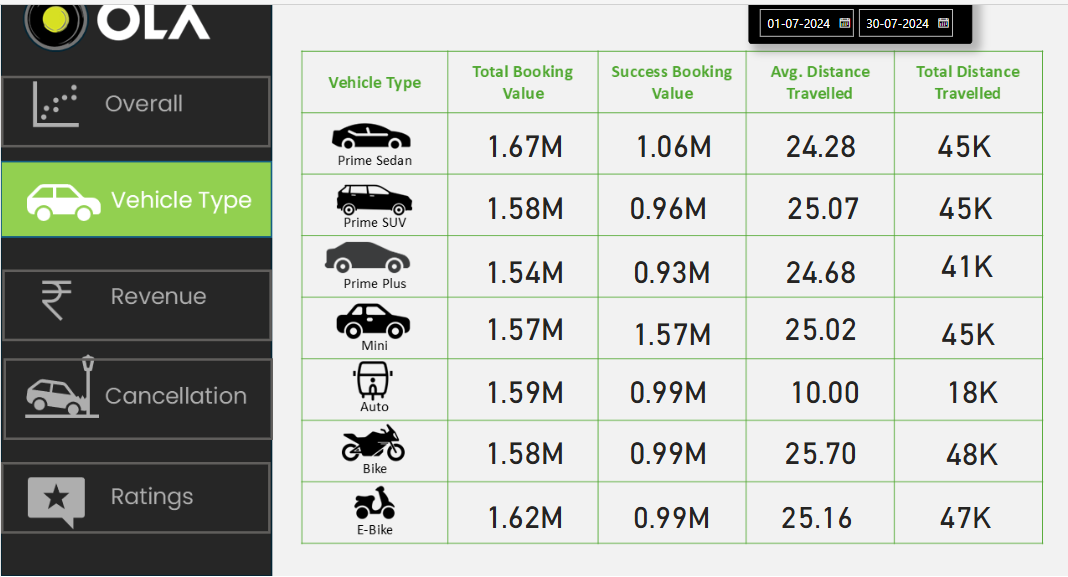 OLA
01-07-2024 30-07-2024
Overall
Vehicle Type
Revenue
Cancellation
Ratings
Vehicle Type Total Booking Value Success Booking Value Avg. Distance Travelled Total Distance Travelled
Prime Sedan 1.67M 1.06M 24.28 45K
Prime SUV 1.58M 0.96M 25.07 45K
Prime Plus 1.54M 0.93M 24.68 41K
Mini 1.57M 1.57M 25.02 45K
Auto 1.59M 0.99M 10.00 18K
Bike 1.58M 0.99M 25.70 48K
E-Bike 1.62M 0.99M 25.16 47K